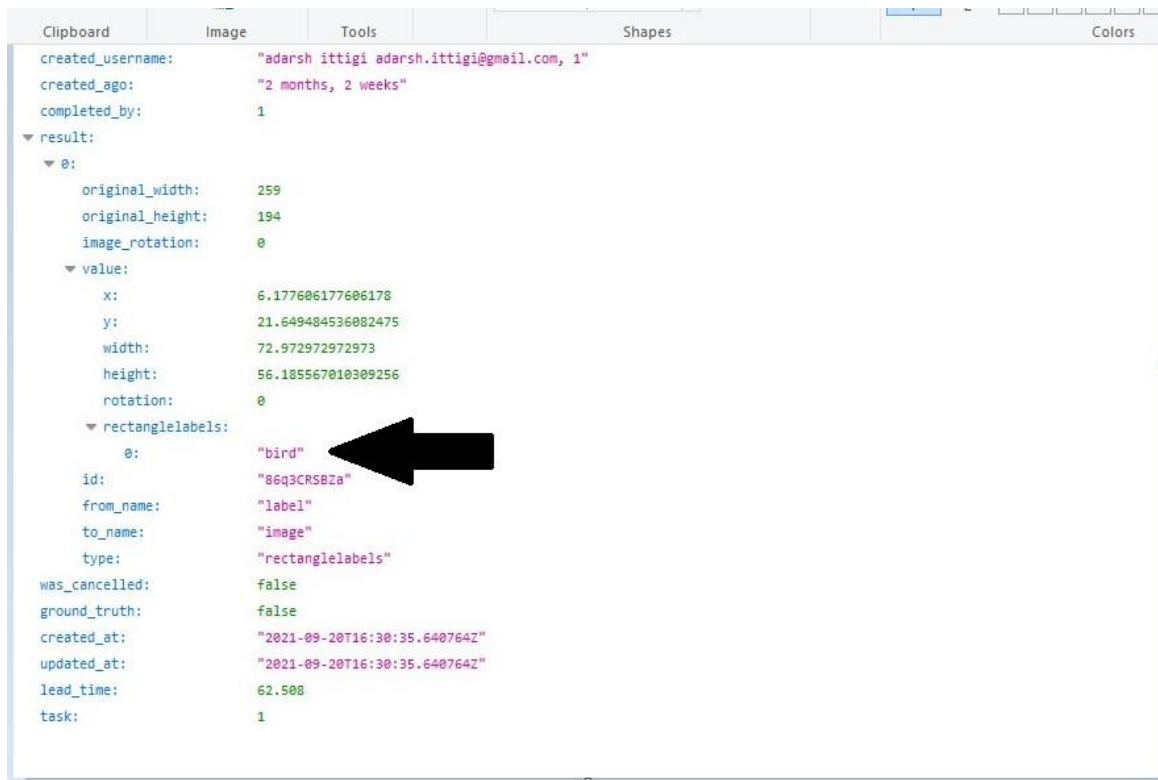 Clipboard Image Tools Shapes Colors
created_username: "adarsh ittigi adarsh.ittigi@gmail.com, 1"
created_ago: "2 months, 2 weeks"
completed_by: 1
result:
0:
original_width: 259
original_height: 194
image_rotation: 0
value:
x: 6.177606177606178
y: 21.649484536082475
width: 72.972972972973
height: 56.185567010309256
rotation: 0
rectanglelabels:
0: "bird"
id: "86q3CRSBZa"
from_name: "label"
to_name: "image"
type: "rectanglelabels"
was_cancelled: false
ground_truth: false
created_at: "2021-09-20T16:30:35.640764Z"
updated_at: "2021-09-20T16:30:35.640764Z"
lead_time: 62.508
task: 1